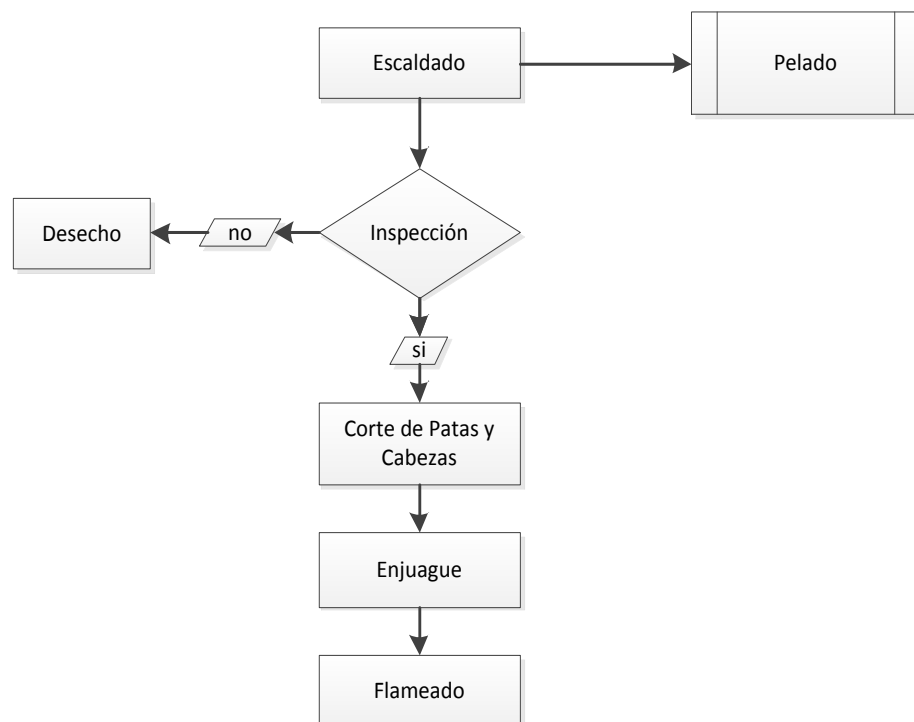 Escaldado
Pelado
Inspección
no
Desecho
si
Corte de Patas y
Cabezas
Enjuague
Flameado